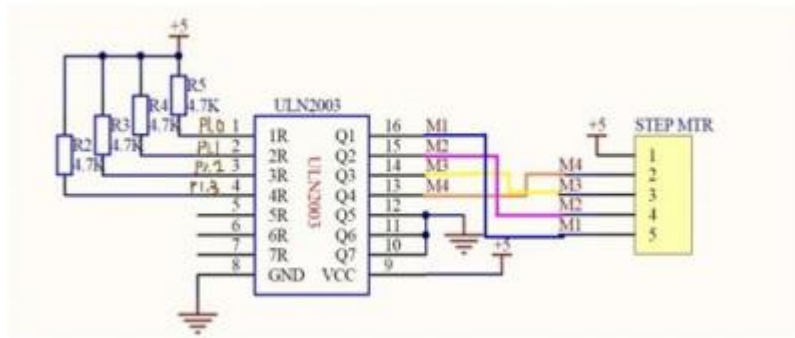 +5
R5
4.7K
R4
4.7K
R3
4.7K
R2
4.7K
ULN2003
P1.0 1 1R Q1 16 M1
P1.1 2 2R Q2 15 M2
P1.2 3 3R Q3 14 M3
P1.3 4 4R Q4 13 M4
5 5R Q5 12
6 6R Q6 11
7 7R Q7 10
8 GND VCC 9
ULN2003
+5
+5
STEP MTR
1
M4 2
M3 3
M2 4
M1 5